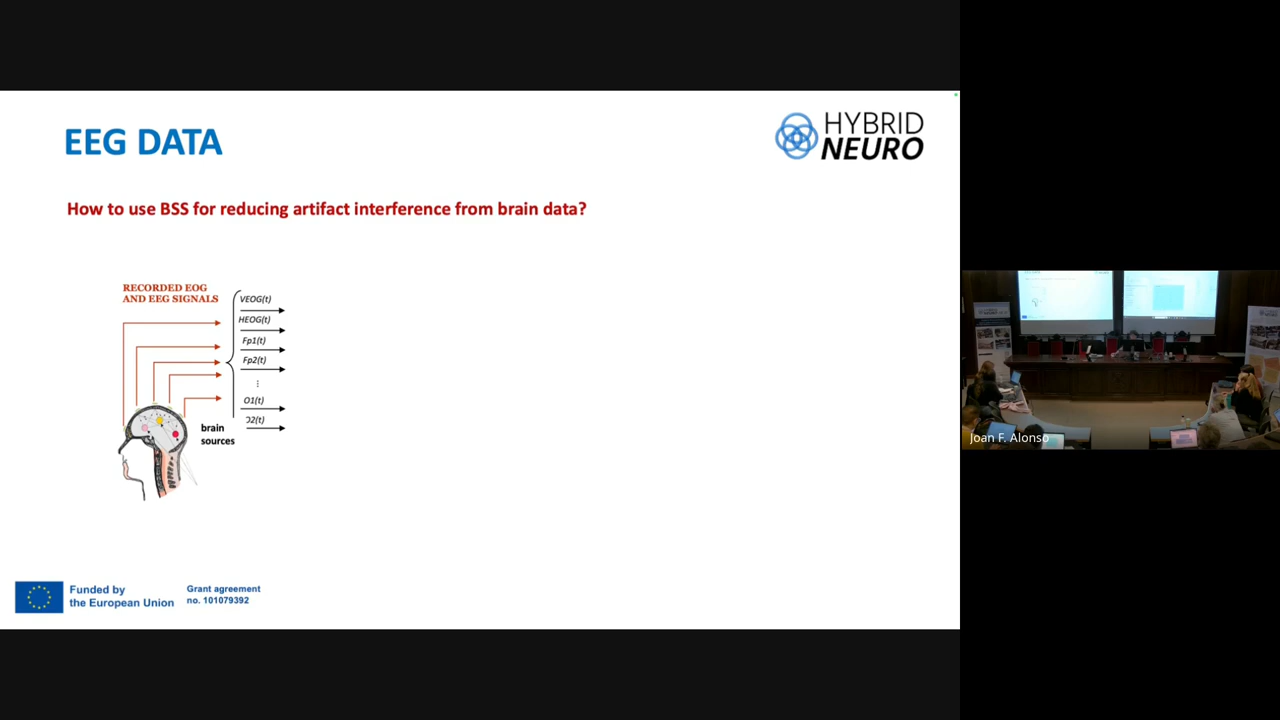 EEG DATA
HYBRID
NEURO
How to use BSS for reducing artifact interference from brain data?
RECORDED EOG
AND EEG SIGNALS
VEOG(t)
HEOG(t)
Fp1(t)
Fp2(t)
⋮
O1(t)
O2(t)
brain
sources
Funded by
the European Union
Grant agreement
no. 101079392
Joan F. Alonso